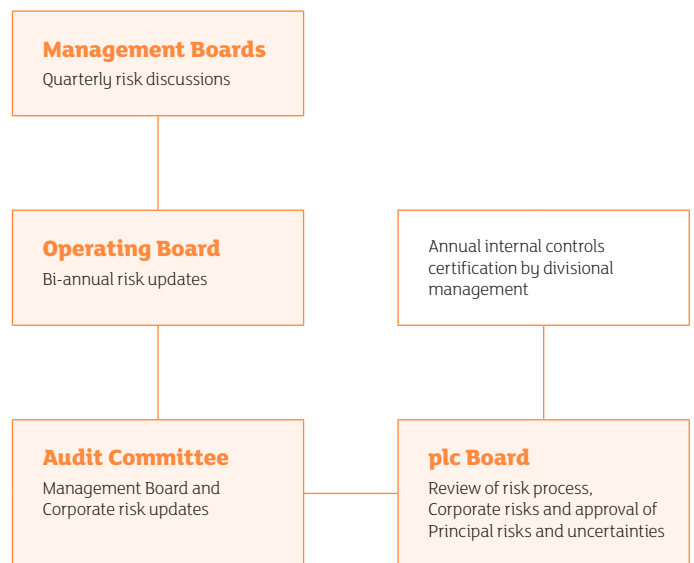 Management Boards
Quarterly risk discussions
Operating Board
Bi-annual risk updates
Annual internal controls
certification by divisional
management
Audit Committee
Management Board and
Corporate risk updates
plc Board
Review of risk process,
Corporate risks and approval of
Principal risks and uncertainties